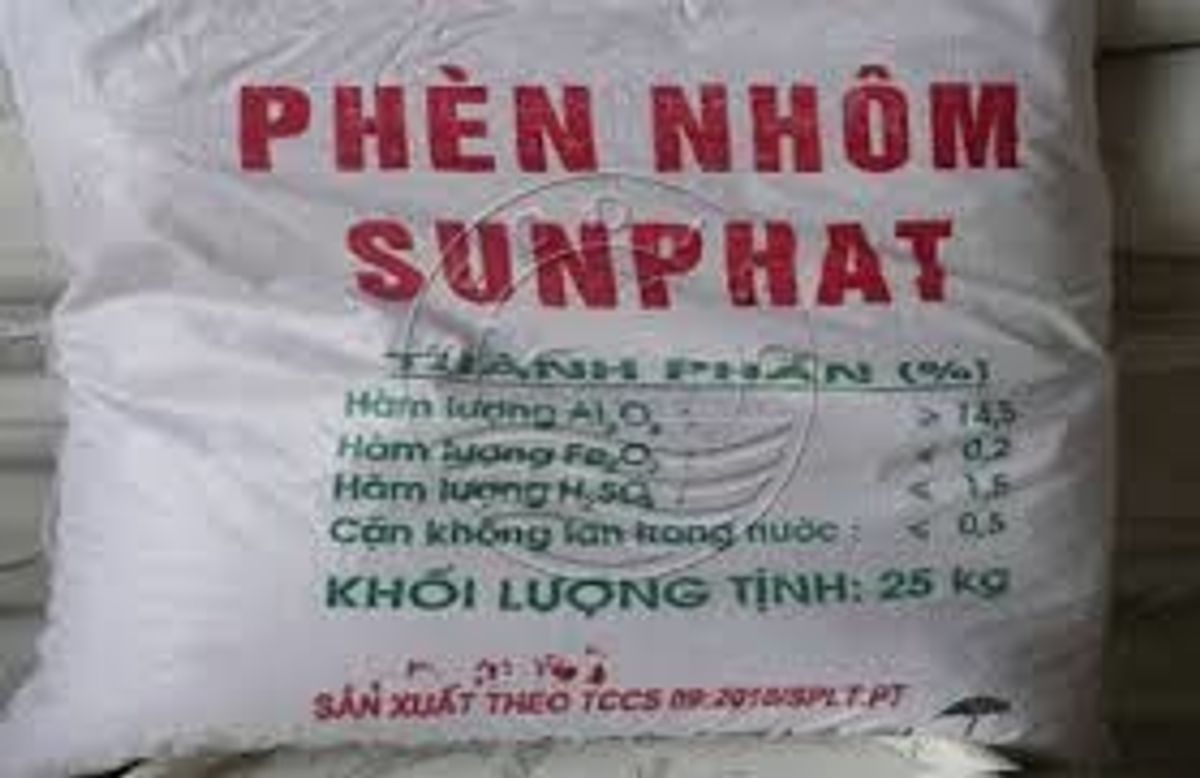 PHÈN NHÔM
SUNPHAT
THÀNH PHẦN (%)
Hàm lượng Al₂O₃ : > 14,5
Hàm lượng Fe₂O₃ : < 0,2
Hàm lượng H₂SO₄ : < 1,5
Cặn không tan trong nước : < 0,5
KHỐI LƯỢNG TỊNH: 25 kg
SẢN XUẤT THEO TCCS 09:2010/SPLT.PT